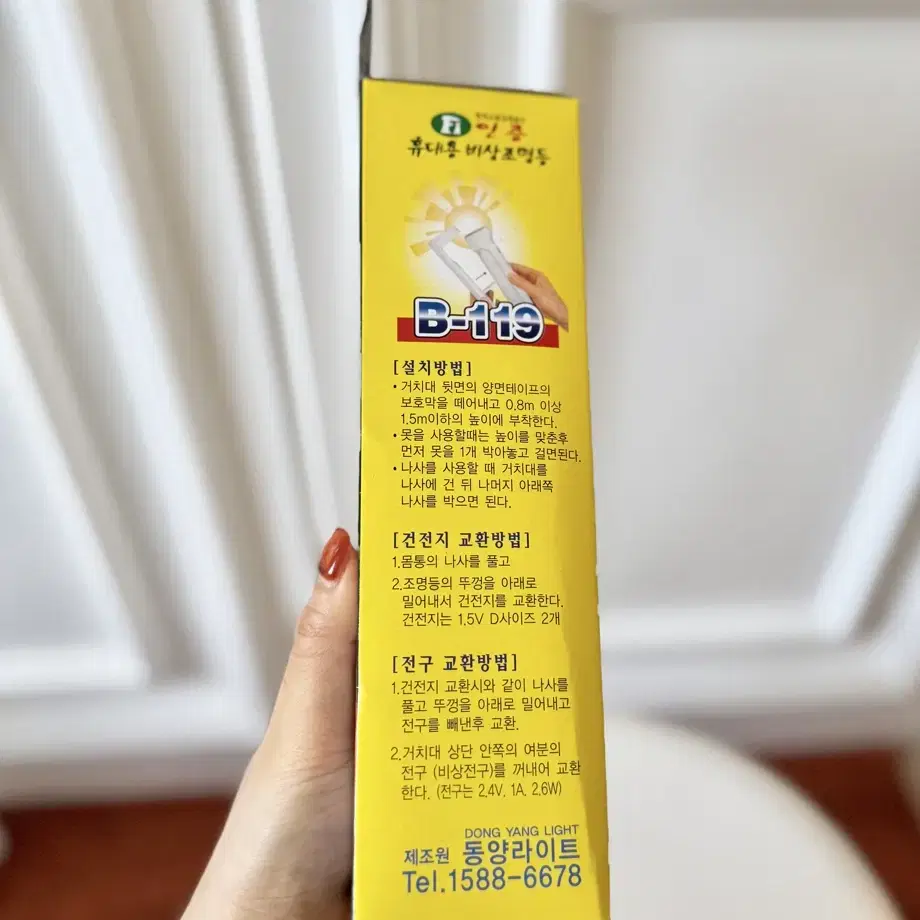 Fi 인증
휴대용 비상조명등
B-119
[설치방법]
• 거치대 뒷면의 양면테이프의
보호막을 떼어내고 0.8m 이상
1.5m이하의 높이에 부착한다.
• 못을 사용할때는 높이를 맞춘후
먼저 못을 1개 박아놓고 걸면된다.
• 나사를 사용할 때 거치대를
나사에 건 뒤 나머지 아래쪽
나사를 박으면 된다.
[건전지 교환방법]
1.몸통의 나사를 풀고
2.조명등의 뚜껑을 아래로
밀어내서 건전지를 교환한다.
건전지는 1.5V D사이즈 2개
[전구 교환방법]
1.건전지 교환시와 같이 나사를
풀고 뚜껑을 아래로 밀어내고
전구를 빼낸후 교환.
2.거치대 상단 안쪽의 여분의
전구 (비상전구)를 꺼내어 교환
한다. (전구는 2.4V, 1A, 2.6W)
DONG YANG LIGHT
제조원 동양라이트
Tel.1588-6678